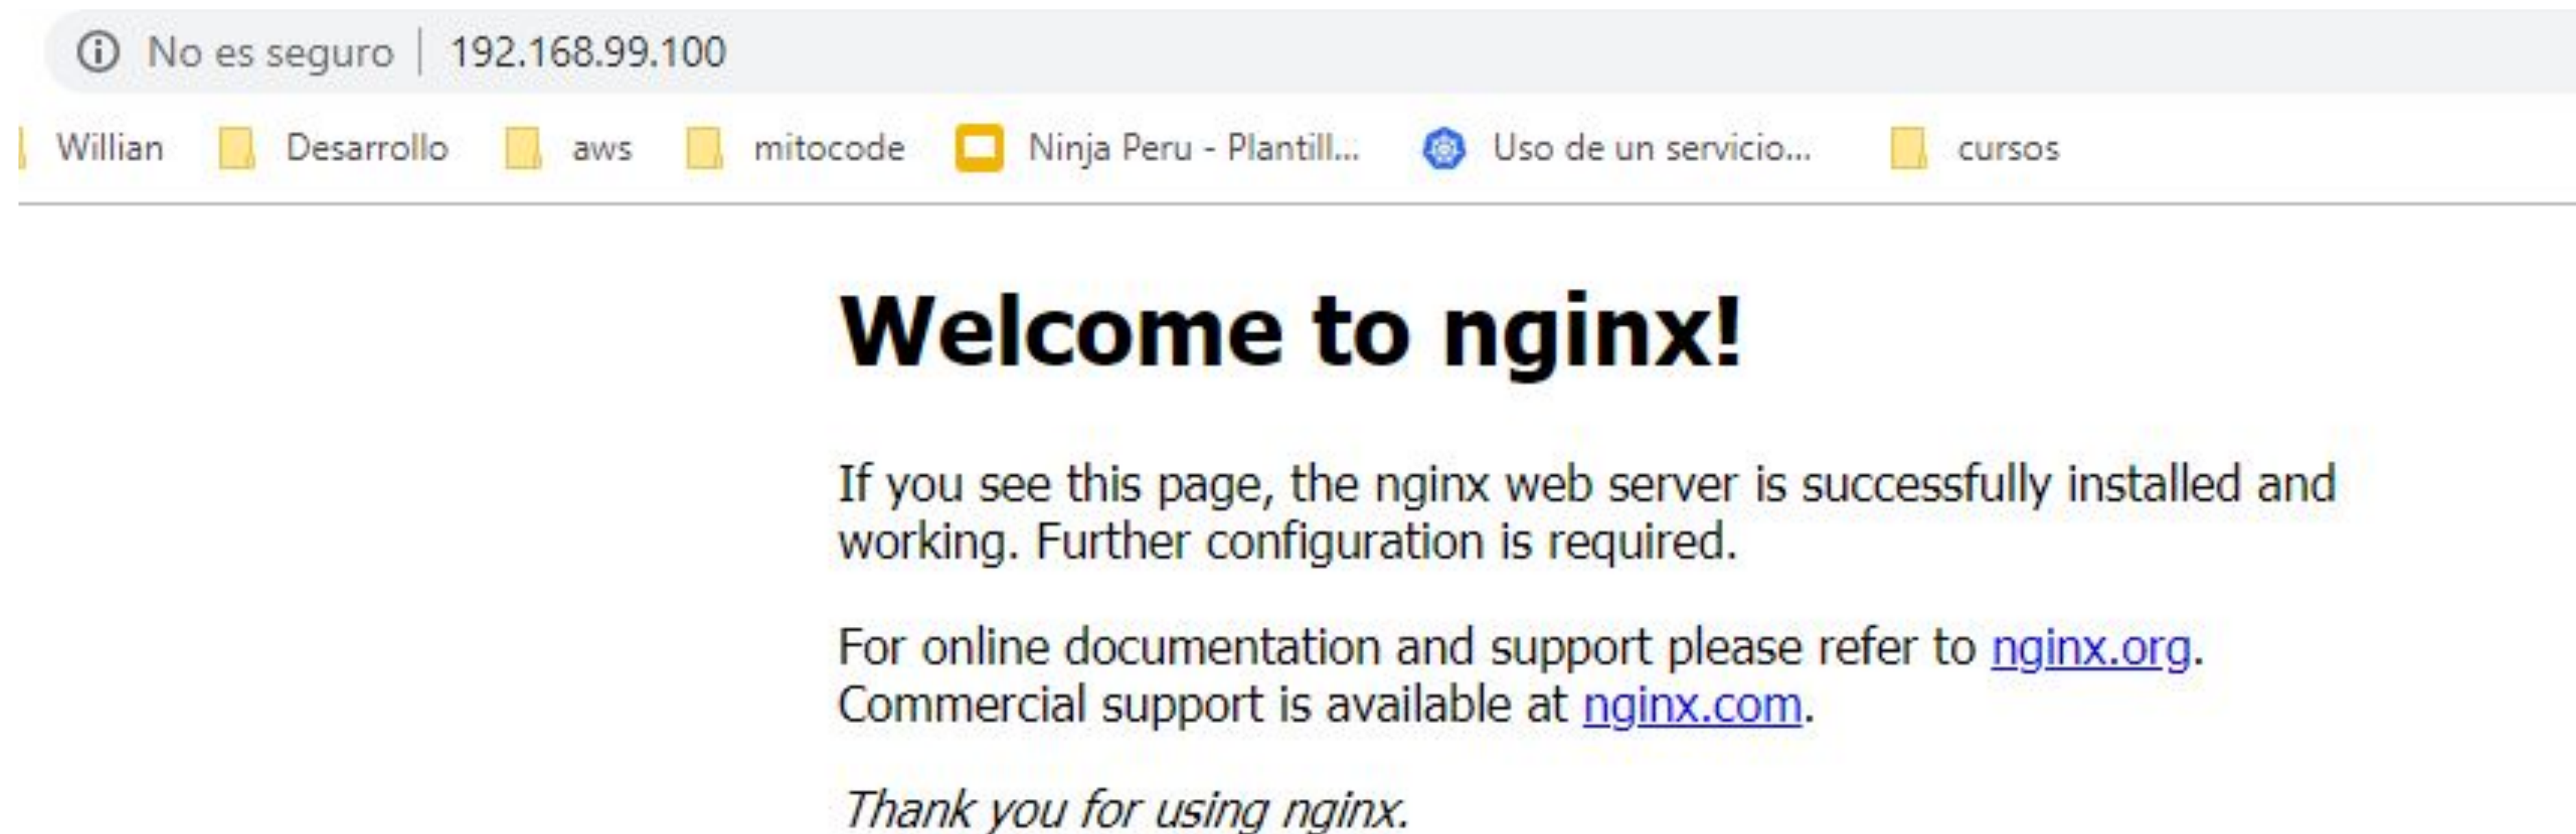 No es seguro | 192.168.99.100
Willian Desarrollo aws mitocode Ninja Peru - Plantill... Uso de un servicio... cursos
Welcome to nginx!
If you see this page, the nginx web server is successfully installed and
working. Further configuration is required.
For online documentation and support please refer to nginx.org.
Commercial support is available at nginx.com.
Thank you for using nginx.